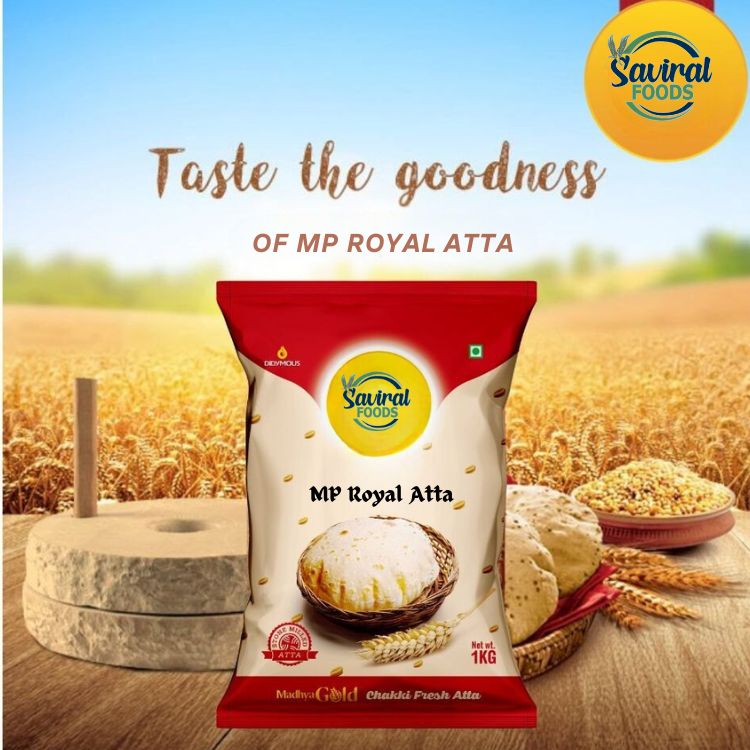 Saviral
FOODS
Taste the goodness
OF MP ROYAL ATTA
DIDYMOUS
Saviral
FOODS
MP Royal Atta
STONE MILLED
ATTA
Net wt.
1KG
Madhya Gold Chakki Fresh Atta